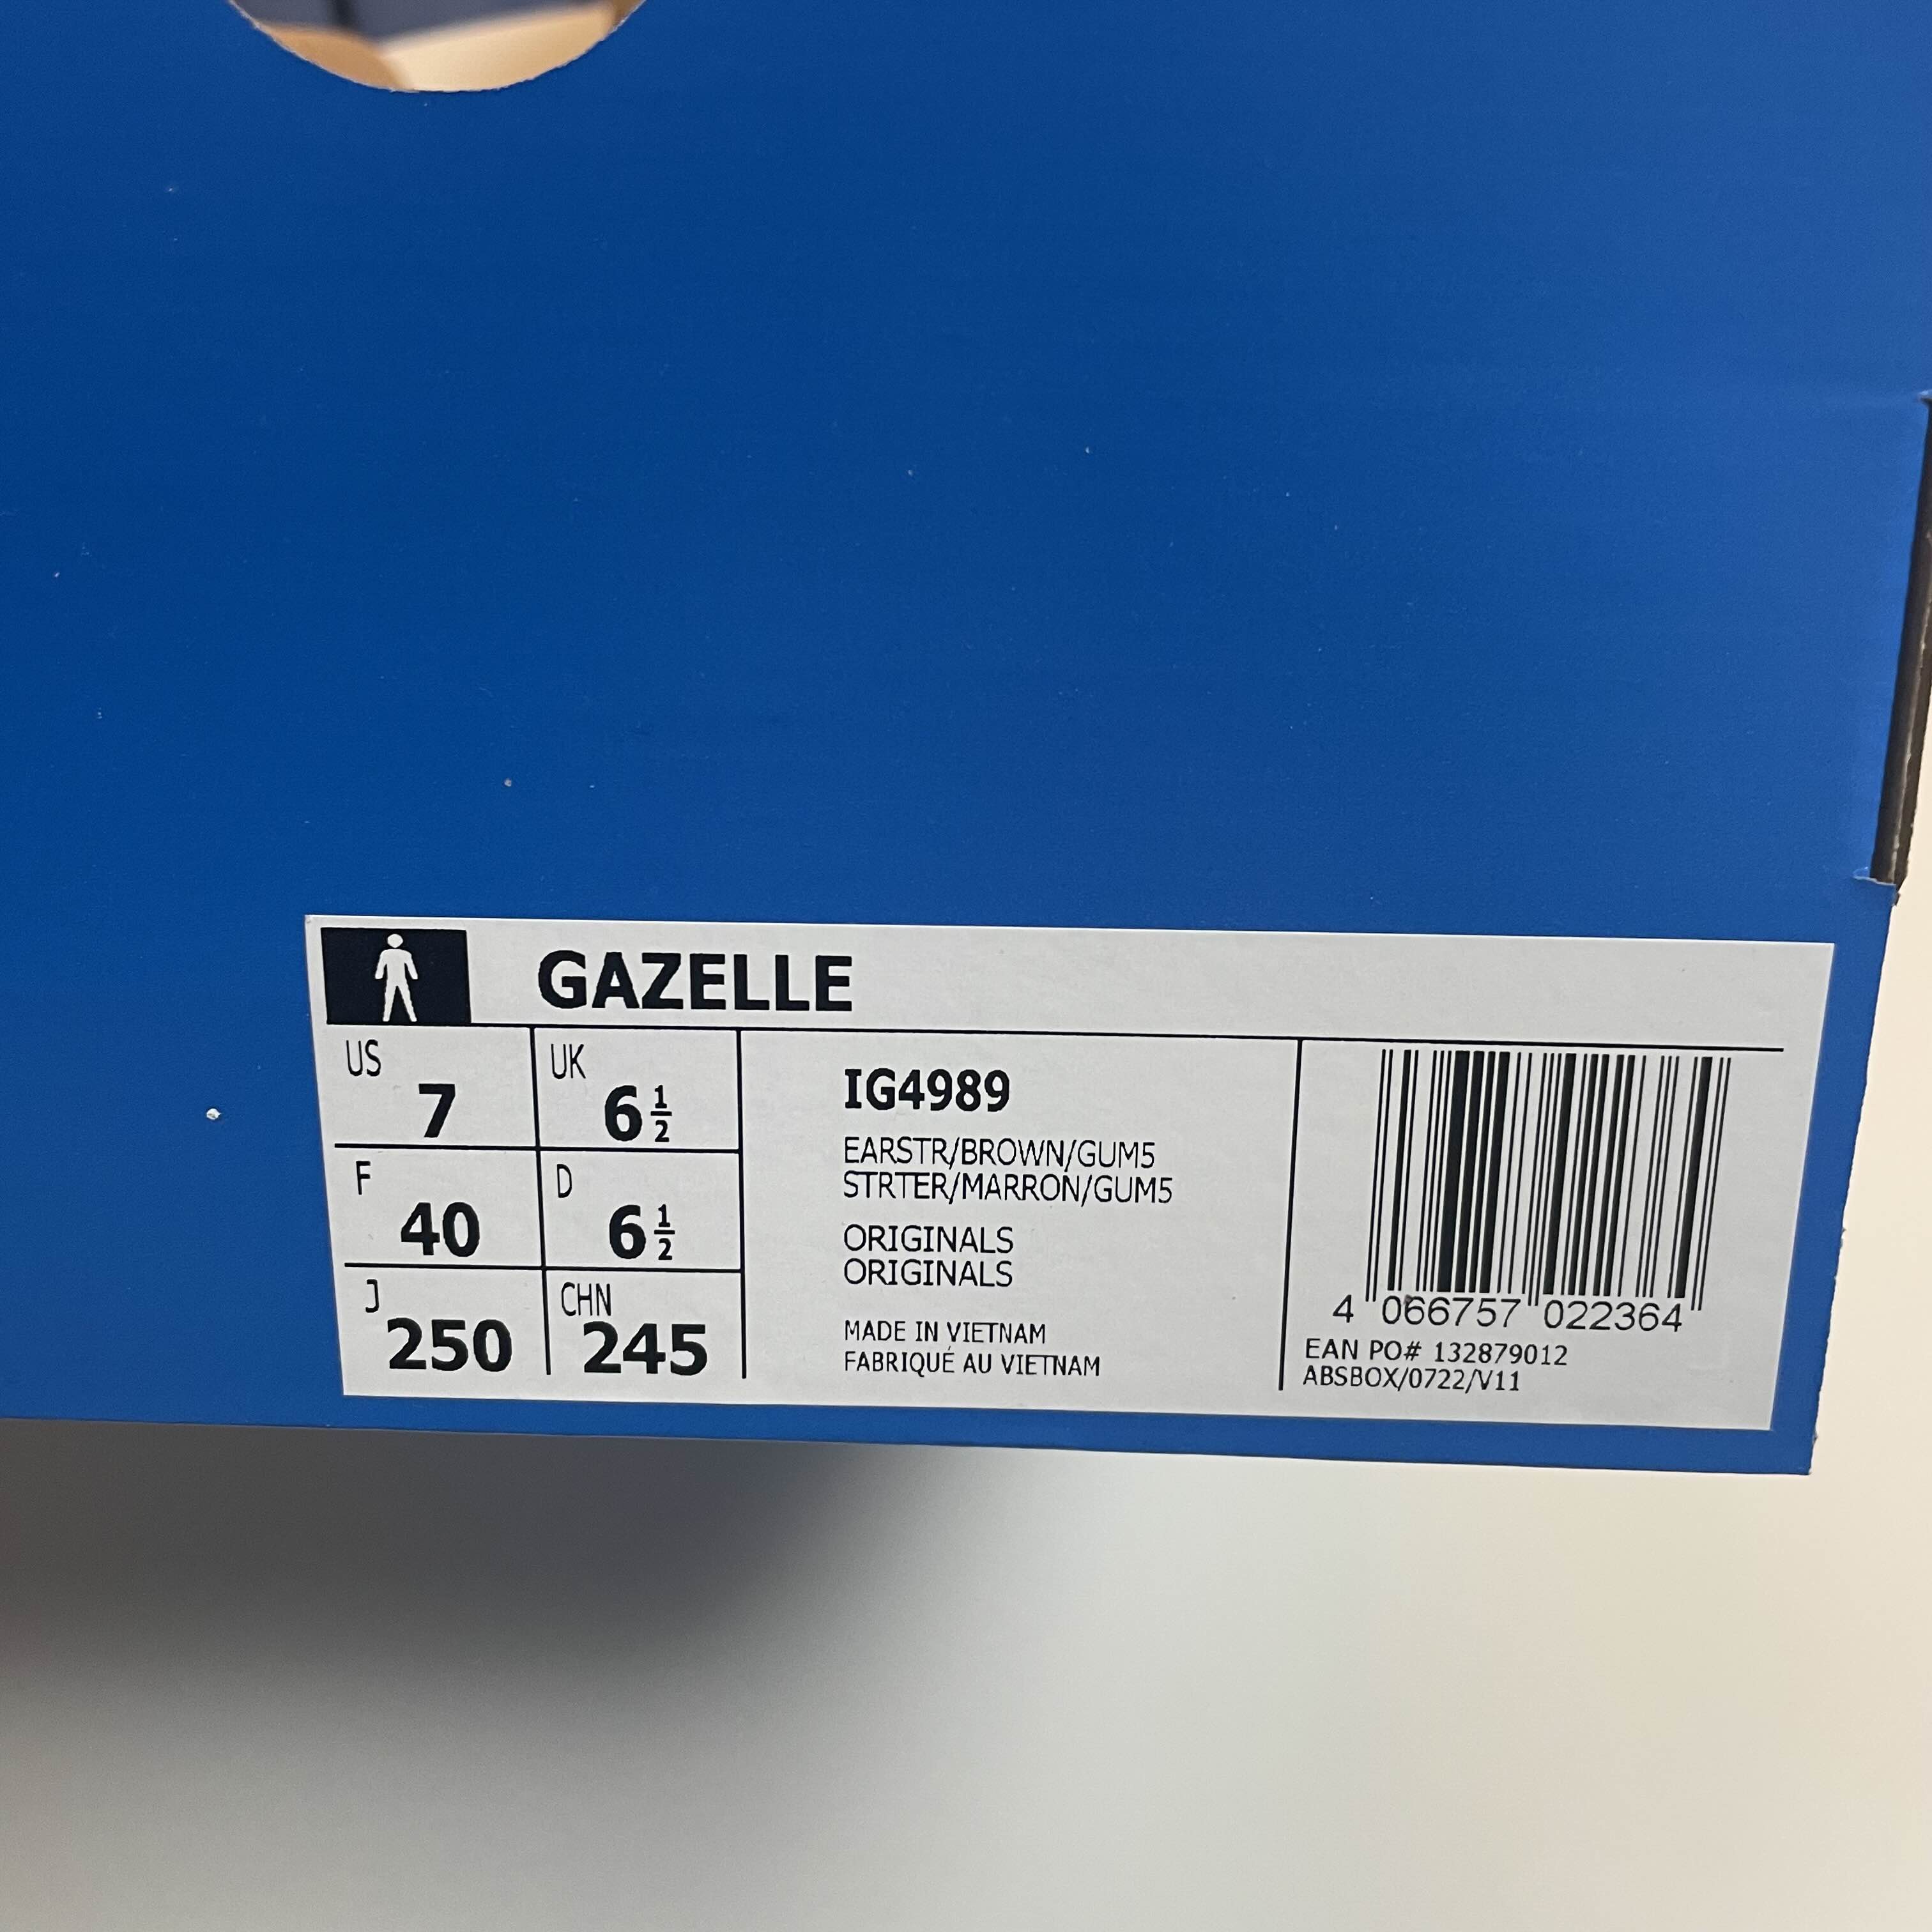 GAZELLE
US
7
UK
6 1/2
F
40
D
6 1/2
J
250
CHN
245
IG4989
EARSTR/BROWN/GUM5
STRTER/MARRON/GUM5
ORIGINALS
ORIGINALS
MADE IN VIETNAM
FABRIQUÉ AU VIETNAM
4 066757 022364
EAN PO# 132879012
ABSBOX/0722/V11